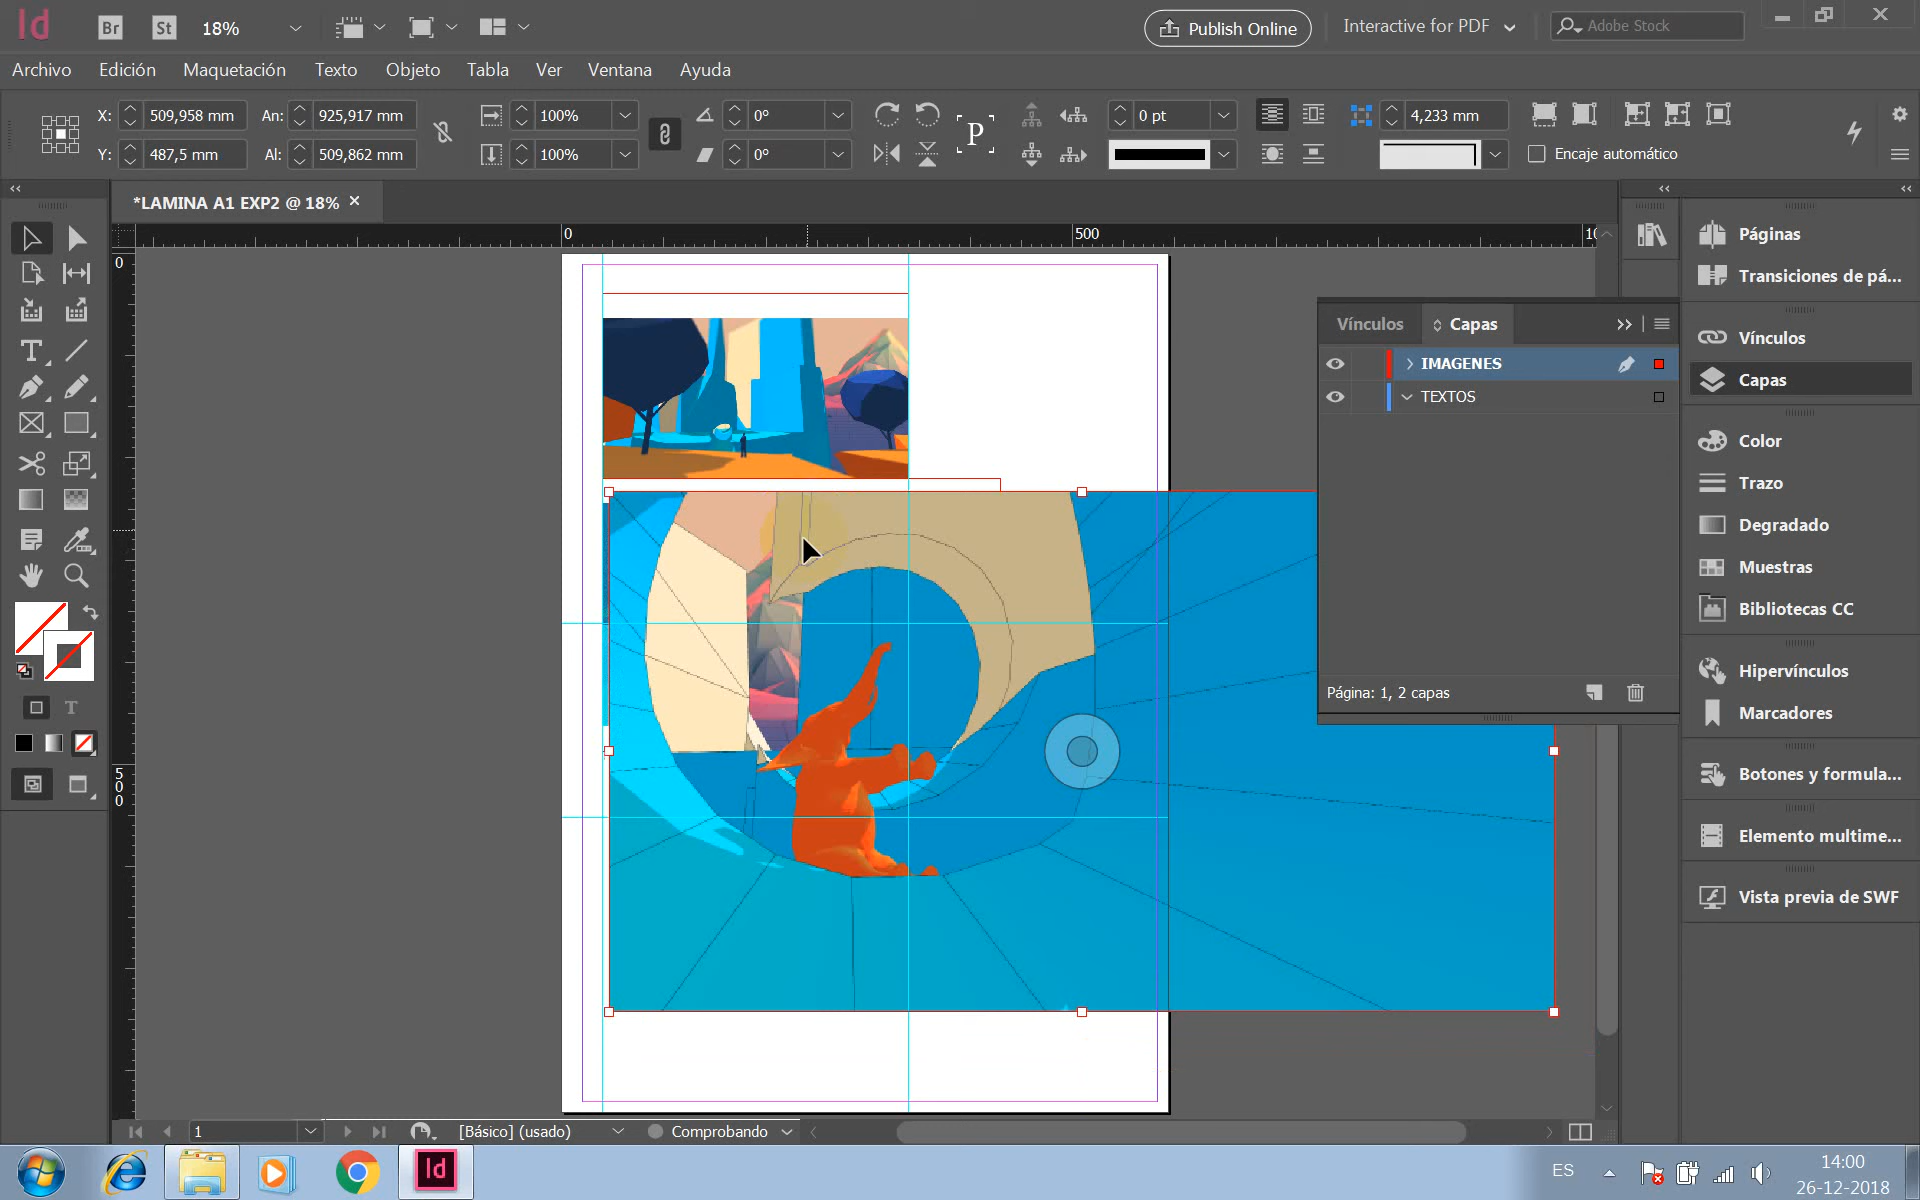 Id Br St 18% Publish Online Interactive for PDF Adobe Stock
Archivo Edición Maquetación Texto Objeto Tabla Ver Ventana Ayuda
X: 509,958 mm An: 925,917 mm 100% 0° P 0 pt 4,233 mm
Y: 487,5 mm Al: 509,862 mm 100% 0° Encaje automático
*LAMINA A1 EXP2 @ 18% ×
0 500
0
500
Vínculos Capas
IMAGENES
TEXTOS
Página: 1, 2 capas
Páginas
Transiciones de pá...
Vínculos
Capas
Color
Trazo
Degradado
Muestras
Bibliotecas CC
Hipervínculos
Marcadores
Botones y formula...
Elemento multime...
Vista previa de SWF
1 [Básico] (usado) Comprobando
Id
ES 14:00
26-12-2018